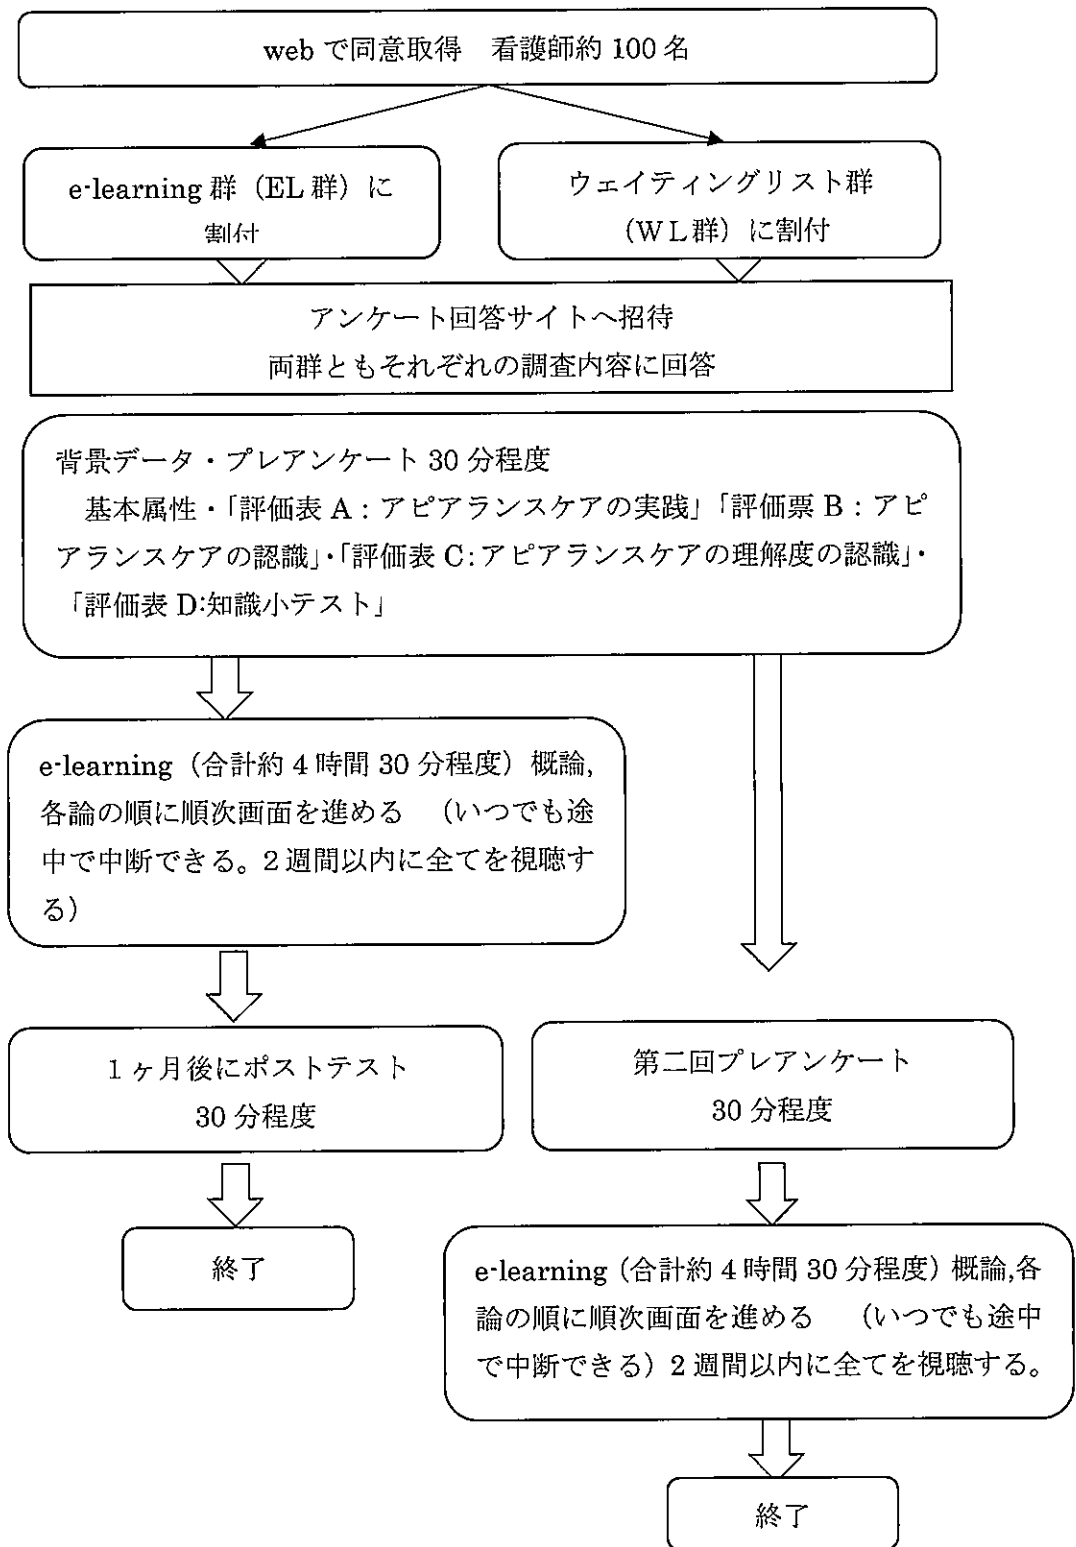 web で同意取得　看護師約 100 名
e-learning 群（EL 群）に
割付
ウェイティングリスト群
（ＷＬ群）に割付
アンケート回答サイトへ招待
両群ともそれぞれの調査内容に回答
背景データ・プレアンケート 30 分程度
基本属性・「評価表 A：アピアランスケアの実践」「評価票 B：アピ
アランスケアの認識」・「評価表 C:アピアランスケアの理解度の認識」・
「評価表 D:知識小テスト」
e-learning（合計約 4 時間 30 分程度）概論,
各論の順に順次画面を進める　（いつでも途
中で中断できる。２週間以内に全てを視聴す
る）
１ヶ月後にポストテスト
30 分程度
第二回プレアンケート
30 分程度
終了
e-learning（合計約 4 時間 30 分程度）概論,各
論の順に順次画面を進める　（いつでも途中
で中断できる）２週間以内に全てを視聴する。
終了